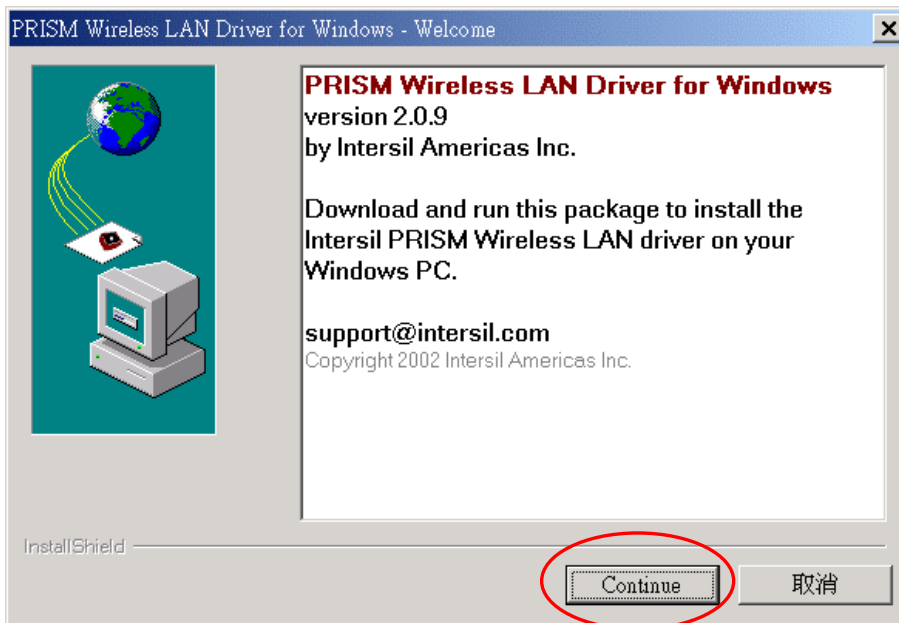 PRISM Wireless LAN Driver for Windows - Welcome
PRISM Wireless LAN Driver for Windows
version 2.0.9
by Intersil Americas Inc.
Download and run this package to install the
Intersil PRISM Wireless LAN driver on your
Windows PC.
support@intersil.com
Copyright 2002 Intersil Americas Inc.
InstallShield
Continue
取消